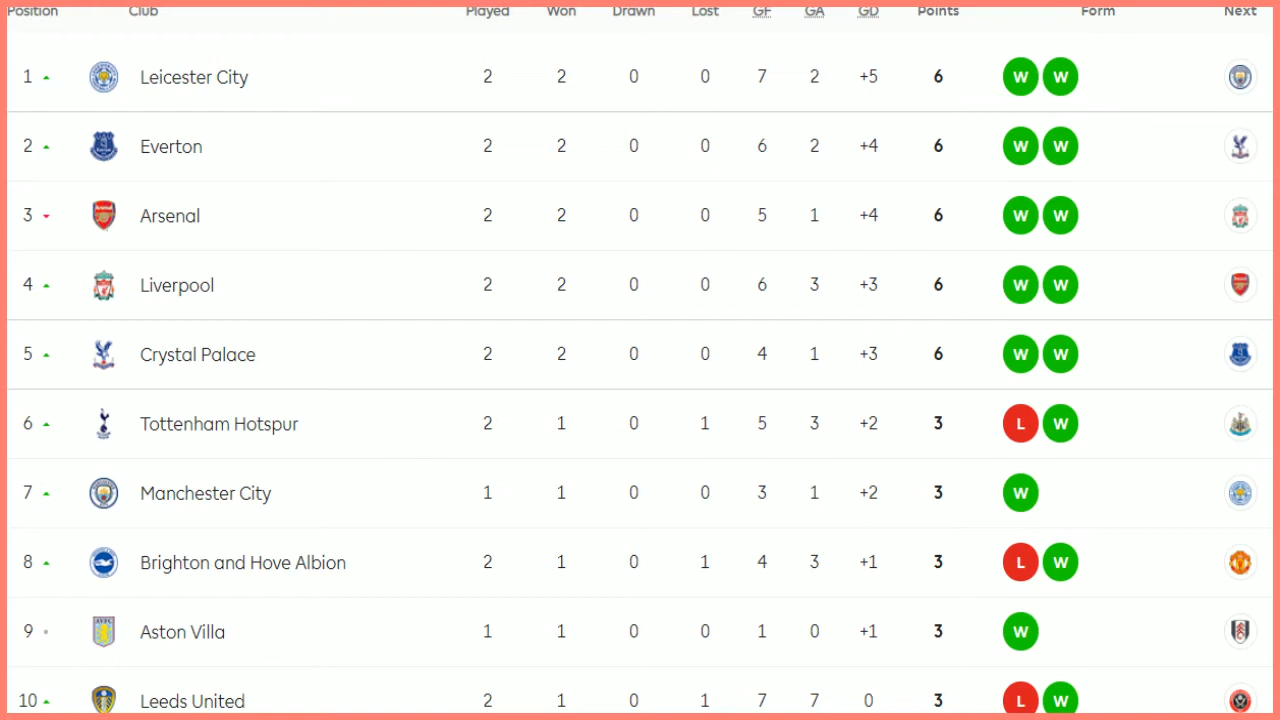 Position Club Played Won Drawn Lost GF GA GD Points Form Next
1 Leicester City 2 2 0 0 7 2 +5 6 W W
2 Everton 2 2 0 0 6 2 +4 6 W W
3 Arsenal 2 2 0 0 5 1 +4 6 W W
4 Liverpool 2 2 0 0 6 3 +3 6 W W
5 Crystal Palace 2 2 0 0 4 1 +3 6 W W
6 Tottenham Hotspur 2 1 0 1 5 3 +2 3 L W
7 Manchester City 1 1 0 0 3 1 +2 3 W
8 Brighton and Hove Albion 2 1 0 1 4 3 +1 3 L W
9 Aston Villa 1 1 0 0 1 0 +1 3 W
10 Leeds United 2 1 0 1 7 7 0 3 L W